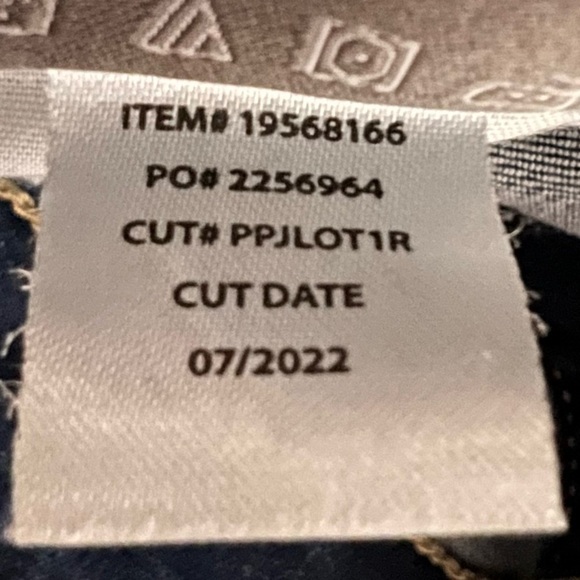 ITEM# 19568166
PO# 2256964
CUT# PPJLOT1R
CUT DATE
07/2022